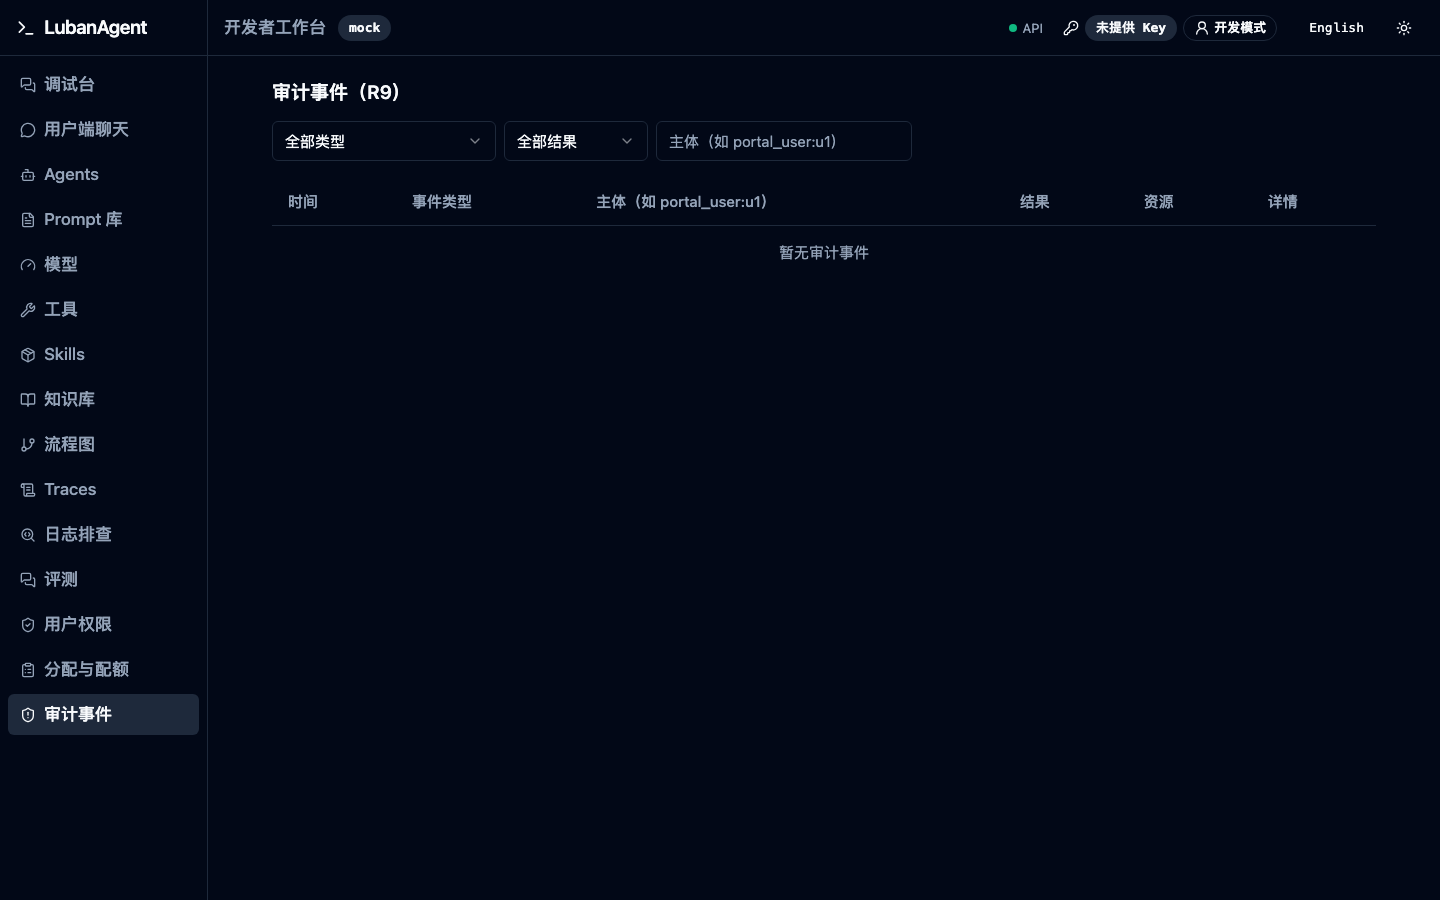 LubanAgent
开发者工作台 mock
API 未提供 Key 开发模式 English
调试台
用户端聊天
Agents
Prompt 库
模型
工具
Skills
知识库
流程图
Traces
日志排查
评测
用户权限
分配与配额
审计事件
审计事件（R9）
全部类型 全部结果 主体（如 portal_user:u1）
时间 事件类型 主体（如 portal_user:u1） 结果 资源 详情
暂无审计事件